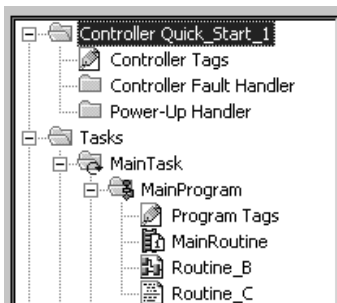 Controller Quick_Start_1
Controller Tags
Controller Fault Handler
Power-Up Handler
Tasks
MainTask
MainProgram
Program Tags
MainRoutine
Routine_B
Routine_C